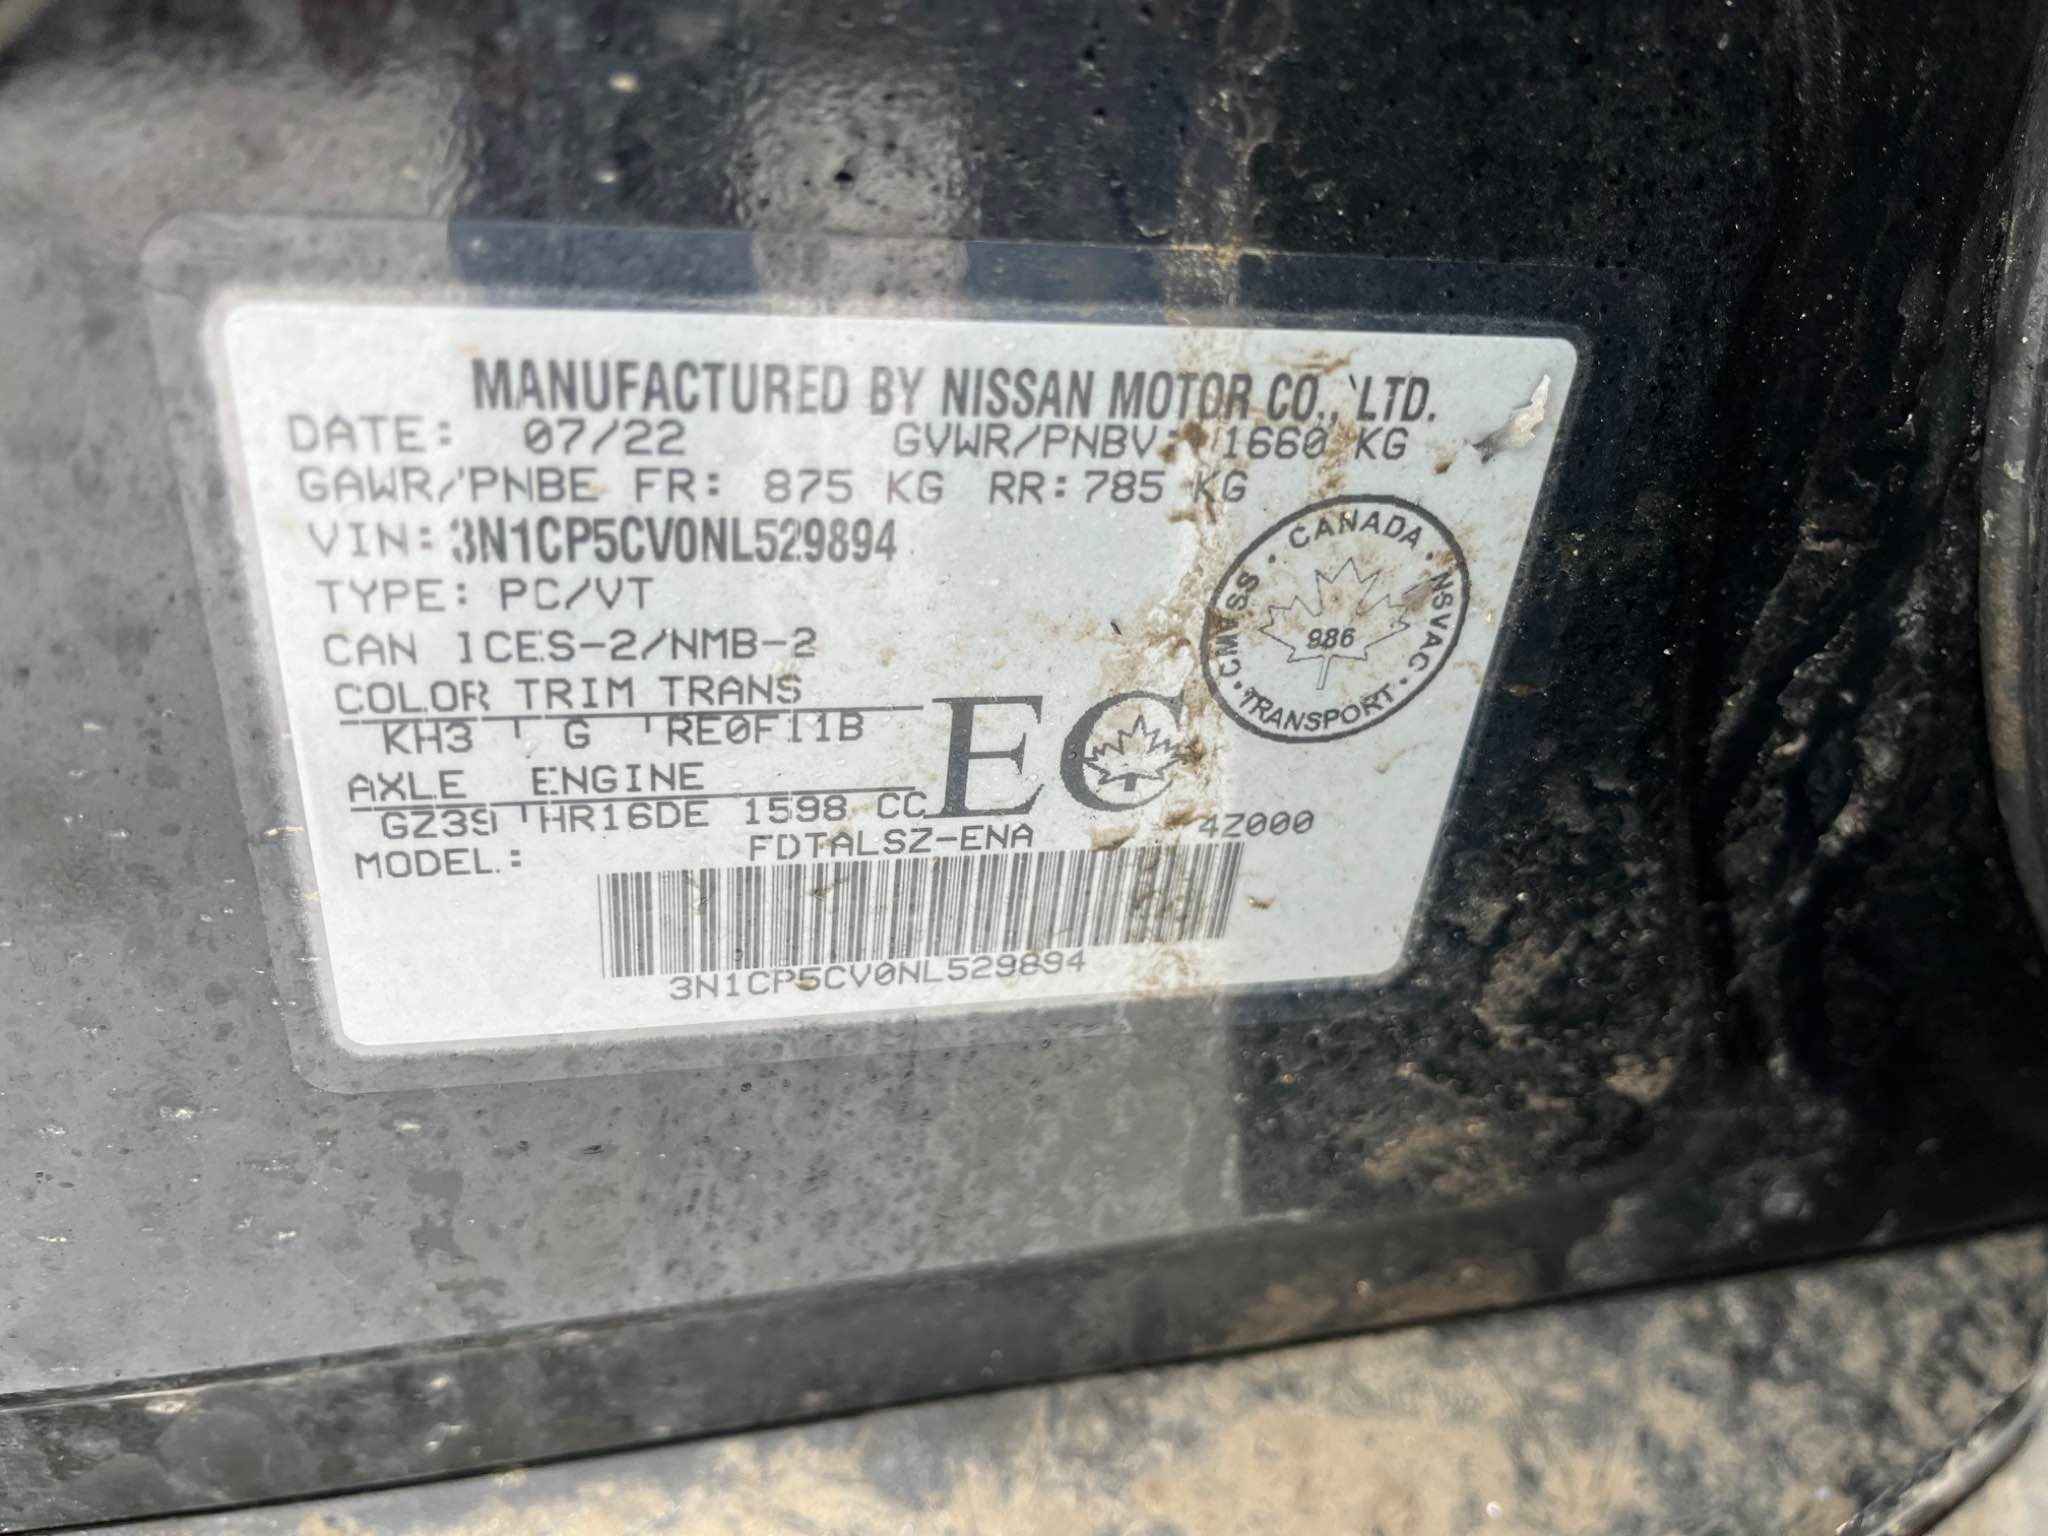 MANUFACTURED BY NISSAN MOTOR CO., LTD.
DATE: 07/22 GVWR/PNBV: 1660 KG
GAWR/PNBE FR: 875 KG RR: 785 KG
VIN: 3N1CP5CV0NL529894
TYPE: PC/VT
CAN ICES-2/NMB-2
COLOR TRIM TRANS
KH3 G RE0F11B
AXLE ENGINE
GZ39 HR16DE 1598 CC
MODEL: FDTALSZ-ENA 4Z000
3N1CP5CV0NL529894
EC
CANADA · NSVAC · TRANSPORT · CMVSS ·
986